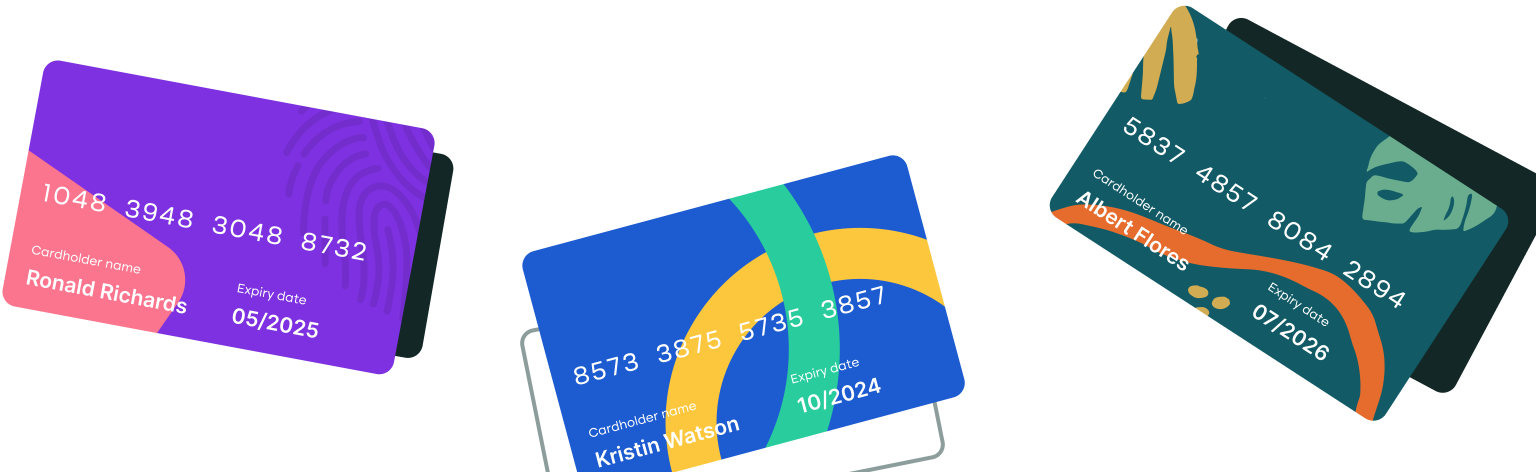 1048 3948 3048 8732
Cardholder name
Ronald Richards
Expiry date
05/2025
8573 3875 5735 3857
Cardholder name
Kristin Watson
Expiry date
10/2024
5837 4857 8084 2894
Cardholder name
Albert Flores
Expiry date
07/2026